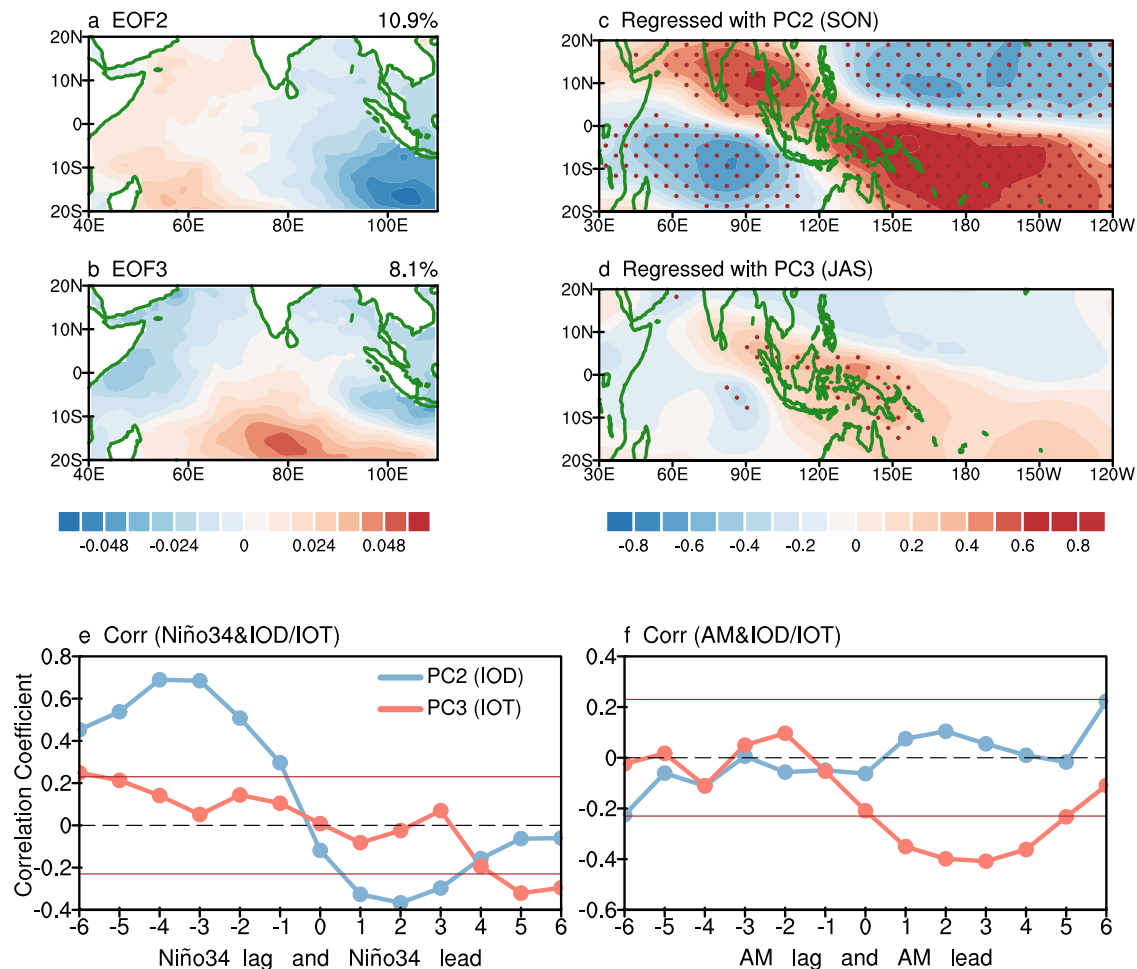 a EOF2 10.9%
20N
10N
0
10S
20S
40E 60E 80E 100E
c Regressed with PC2 (SON)
20N
10N
0
10S
20S
30E 60E 90E 120E 150E 180 150W 120W
b EOF3 8.1%
20N
10N
0
10S
20S
40E 60E 80E 100E
d Regressed with PC3 (JAS)
20N
10N
0
10S
20S
30E 60E 90E 120E 150E 180 150W 120W
-0.048 -0.024 0 0.024 0.048
-0.8 -0.6 -0.4 -0.2 0 0.2 0.4 0.6 0.8
e Corr (Niño34&IOD/IOT)
Correlation Coefficient
0.8
0.6
0.4
0.2
0
-0.2
-0.4
PC2 (IOD)
PC3 (IOT)
-6 -5 -4 -3 -2 -1 0 1 2 3 4 5 6
Niño34 lag and Niño34 lead
f Corr (AM&IOD/IOT)
0.4
0.2
0
-0.2
-0.4
-0.6
-6 -5 -4 -3 -2 -1 0 1 2 3 4 5 6
AM lag and AM lead